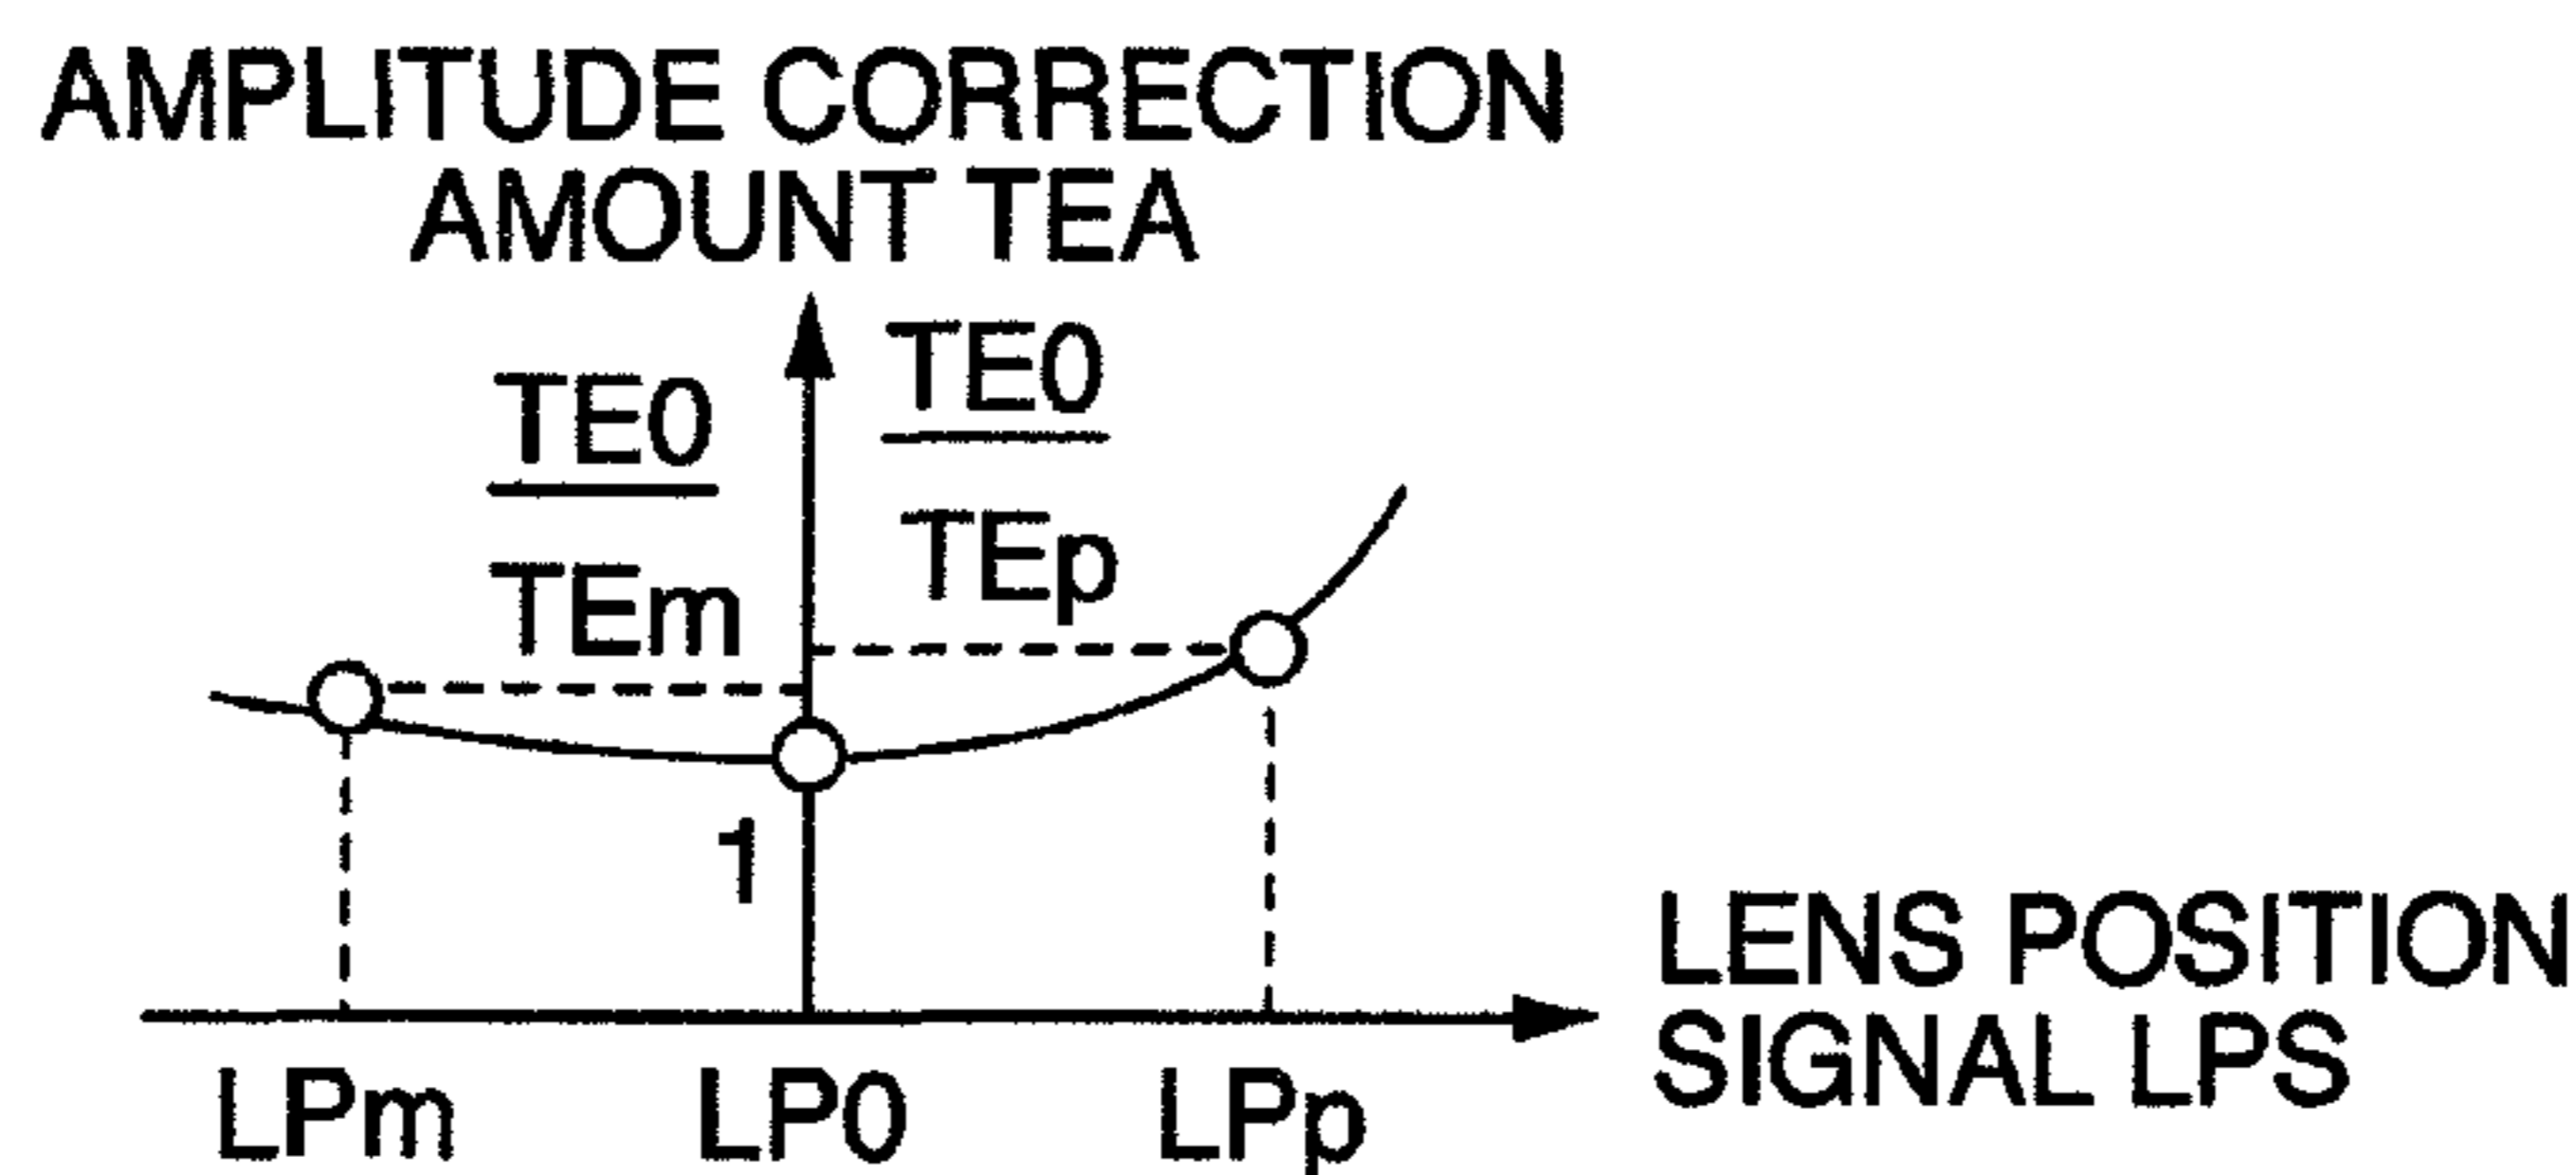 AMPLITUDE CORRECTION
AMOUNT TEA
TE0
TEm
TE0
TEp
1
LENS POSITION
SIGNAL LPS
LPm
LP0
LPp